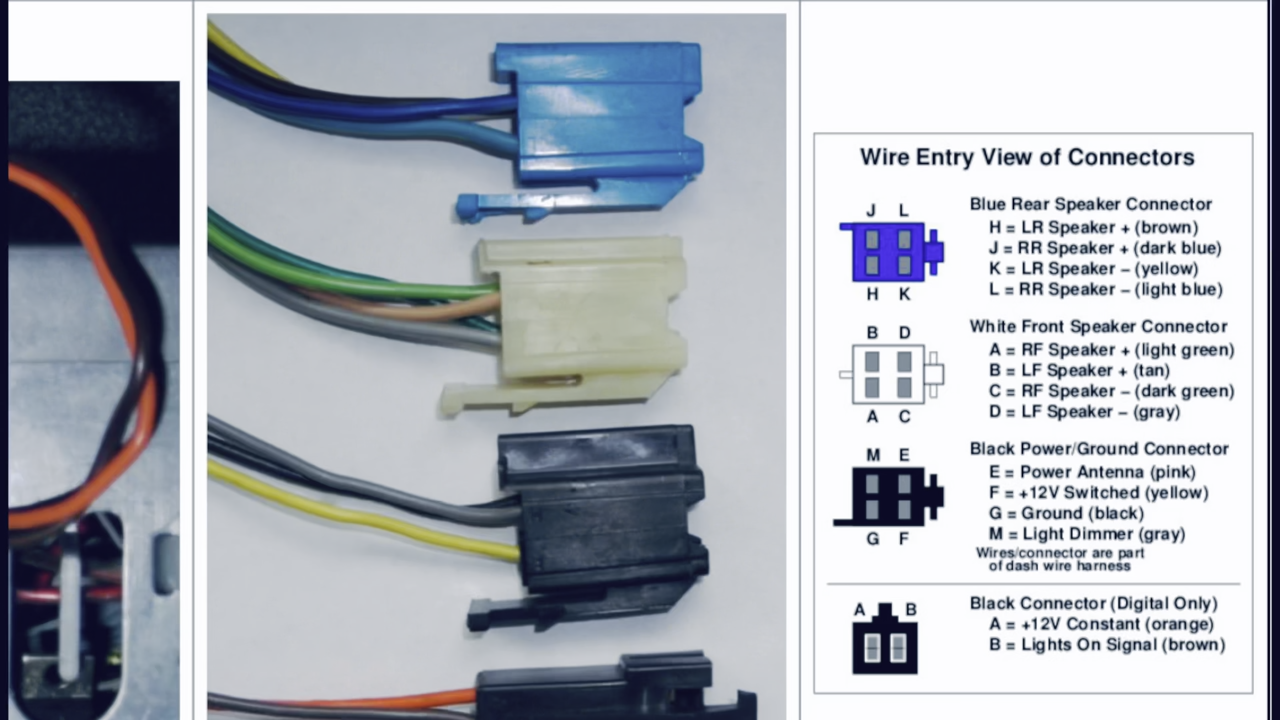 Wire Entry View of Connectors
J L
H K
Blue Rear Speaker Connector
H = LR Speaker + (brown)
J = RR Speaker + (dark blue)
K = LR Speaker – (yellow)
L = RR Speaker – (light blue)
B D
A C
White Front Speaker Connector
A = RF Speaker + (light green)
B = LF Speaker + (tan)
C = RF Speaker – (dark green)
D = LF Speaker – (gray)
M E
G F
Black Power/Ground Connector
E = Power Antenna (pink)
F = +12V Switched (yellow)
G = Ground (black)
M = Light Dimmer (gray)
Wires/connector are part
of dash wire harness
A B
Black Connector (Digital Only)
A = +12V Constant (orange)
B = Lights On Signal (brown)